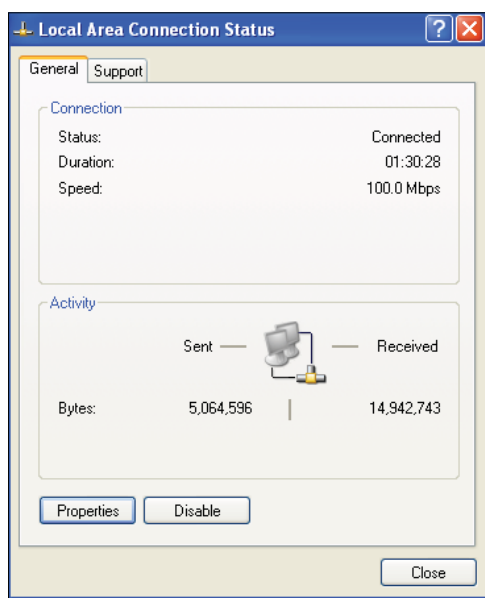 Local Area Connection Status
General Support
Connection
Status: Connected
Duration: 01:30:28
Speed: 100.0 Mbps
Activity
Sent Received
Bytes: 5,064,596 14,942,743
Properties Disable
Close